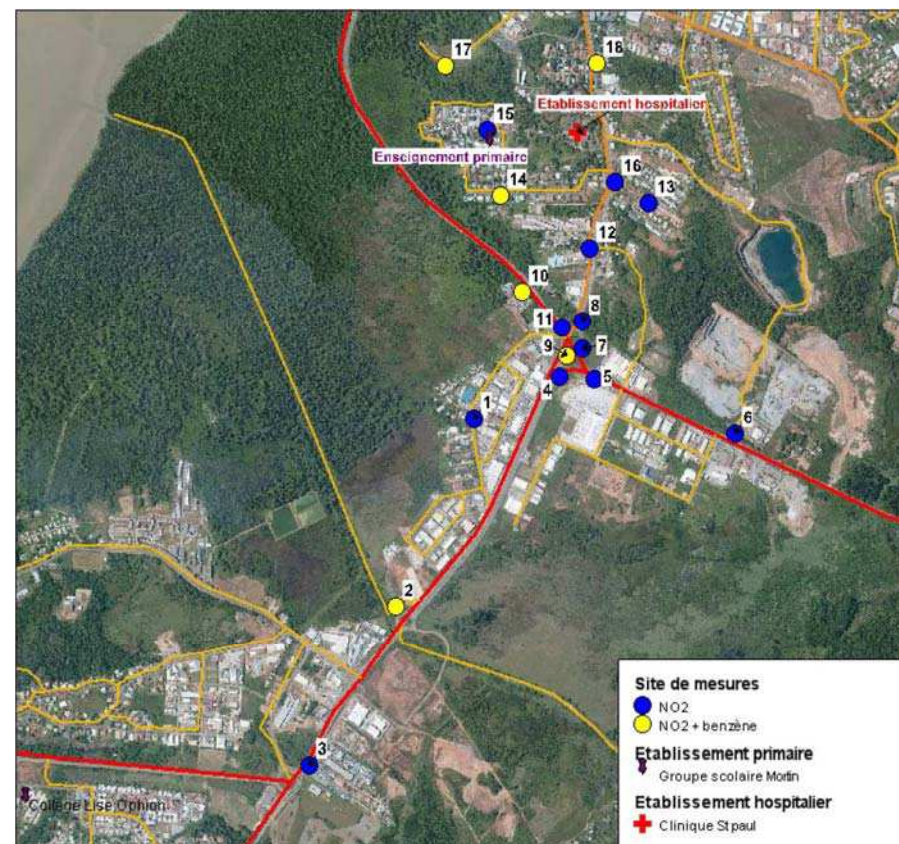 17
18
15
Etablissement hospitalier
Enseignement primaire
14
16
13
12
10
11
8
9
7
4
5
1
6
2
3
Collège Lise Ophion
Site de mesures
NO2
NO2 + benzène
Etablissement primaire
Groupe scolaire Mortin
Etablissement hospitalier
Clinique St paul